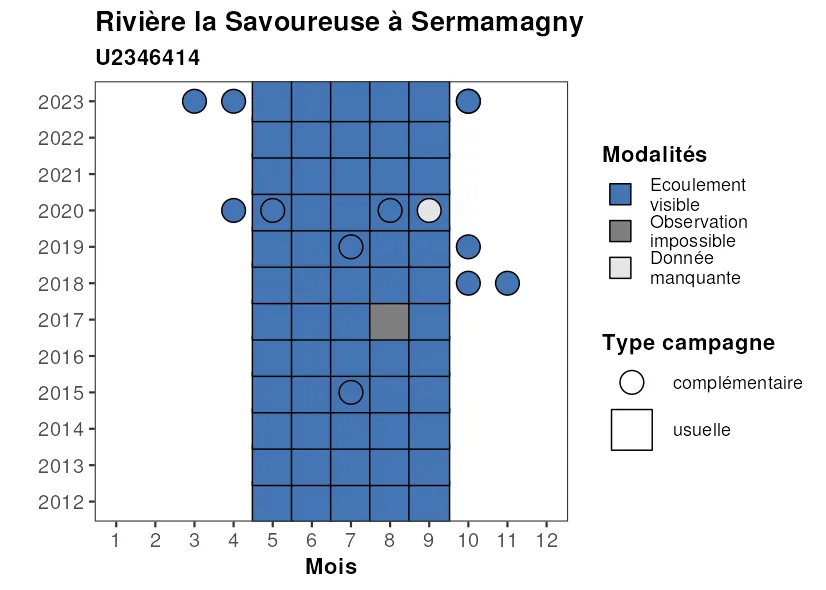 Rivière la Savoureuse à Sermamagny
U2346414
2023
2022
2021
2020
2019
2018
2017
2016
2015
2014
2013
2012
1 2 3 4 5 6 7 8 9 10 11 12
Mois
Modalités
Ecoulement
visible
Observation
impossible
Donnée
manquante
Type campagne
complémentaire
usuelle